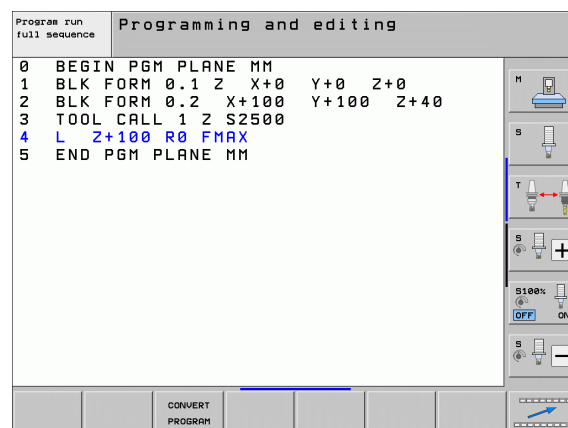 Program run
full sequence
Programming and editing
0 BEGIN PGM PLANE MM
1 BLK FORM 0.1 Z X+0 Y+0 Z+0
2 BLK FORM 0.2 X+100 Y+100 Z+40
3 TOOL CALL 1 Z S2500
4 L Z+100 R0 FMAX
5 END PGM PLANE MM
M
S
T
S
+
S100%
OFF ON
S
–
CONVERT
PROGRAM